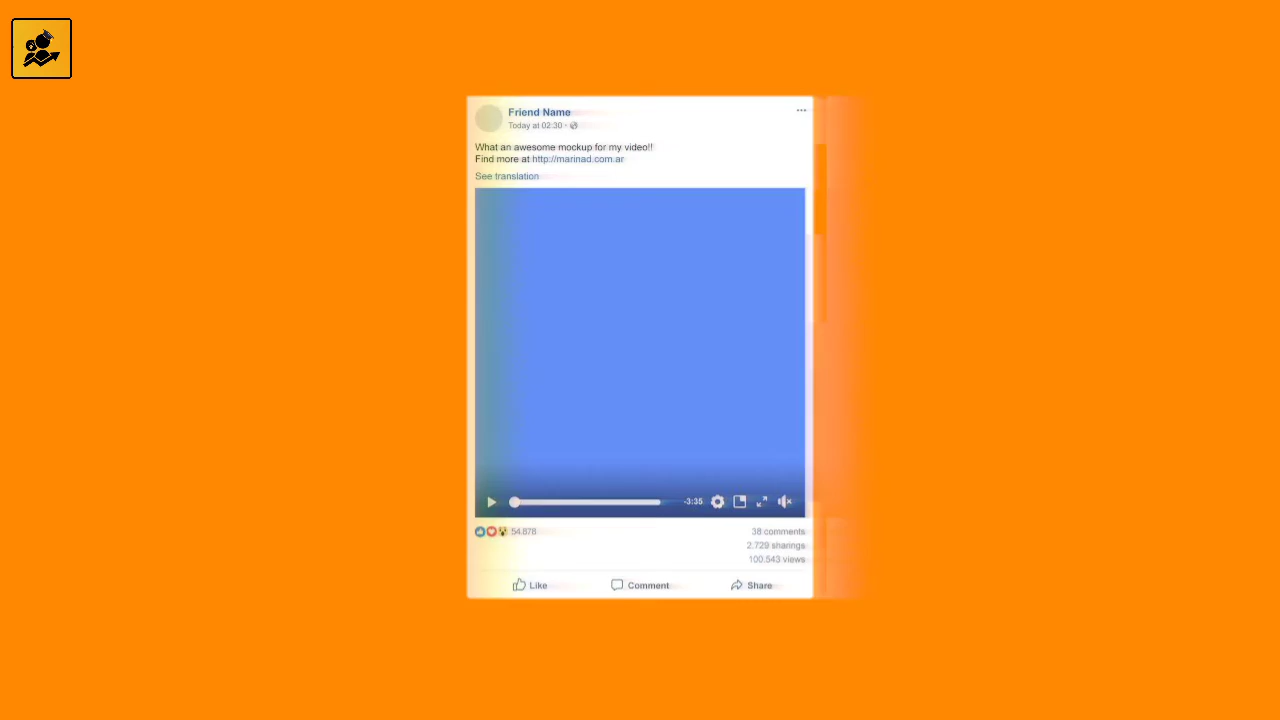 Friend Name
...
Today at 02:30 ·
What an awesome mockup for my video!!
Find more at http://marinad.com.ar
See translation
-3:35
54.878
38 comments
2.729 sharings
100.543 views
Like
Comment
Share